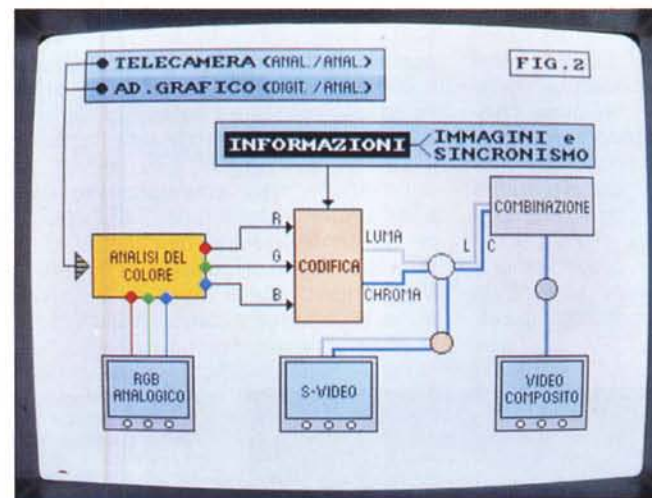 TELECAMERA (ANAL./ANAL)
AD.GRAFICO (DIGIT./ANAL)
FIG.2
INFORMAZIONI
IMMAGINI e
SINCRONISMO
COMBINAZIONE
R
G
B
ANALISI DEL
COLORE
CODIFICA
LUMA
CHROMA
L
C
RGB
ANALOGICO
S-VIDEO
VIDEO
COMPOSITO